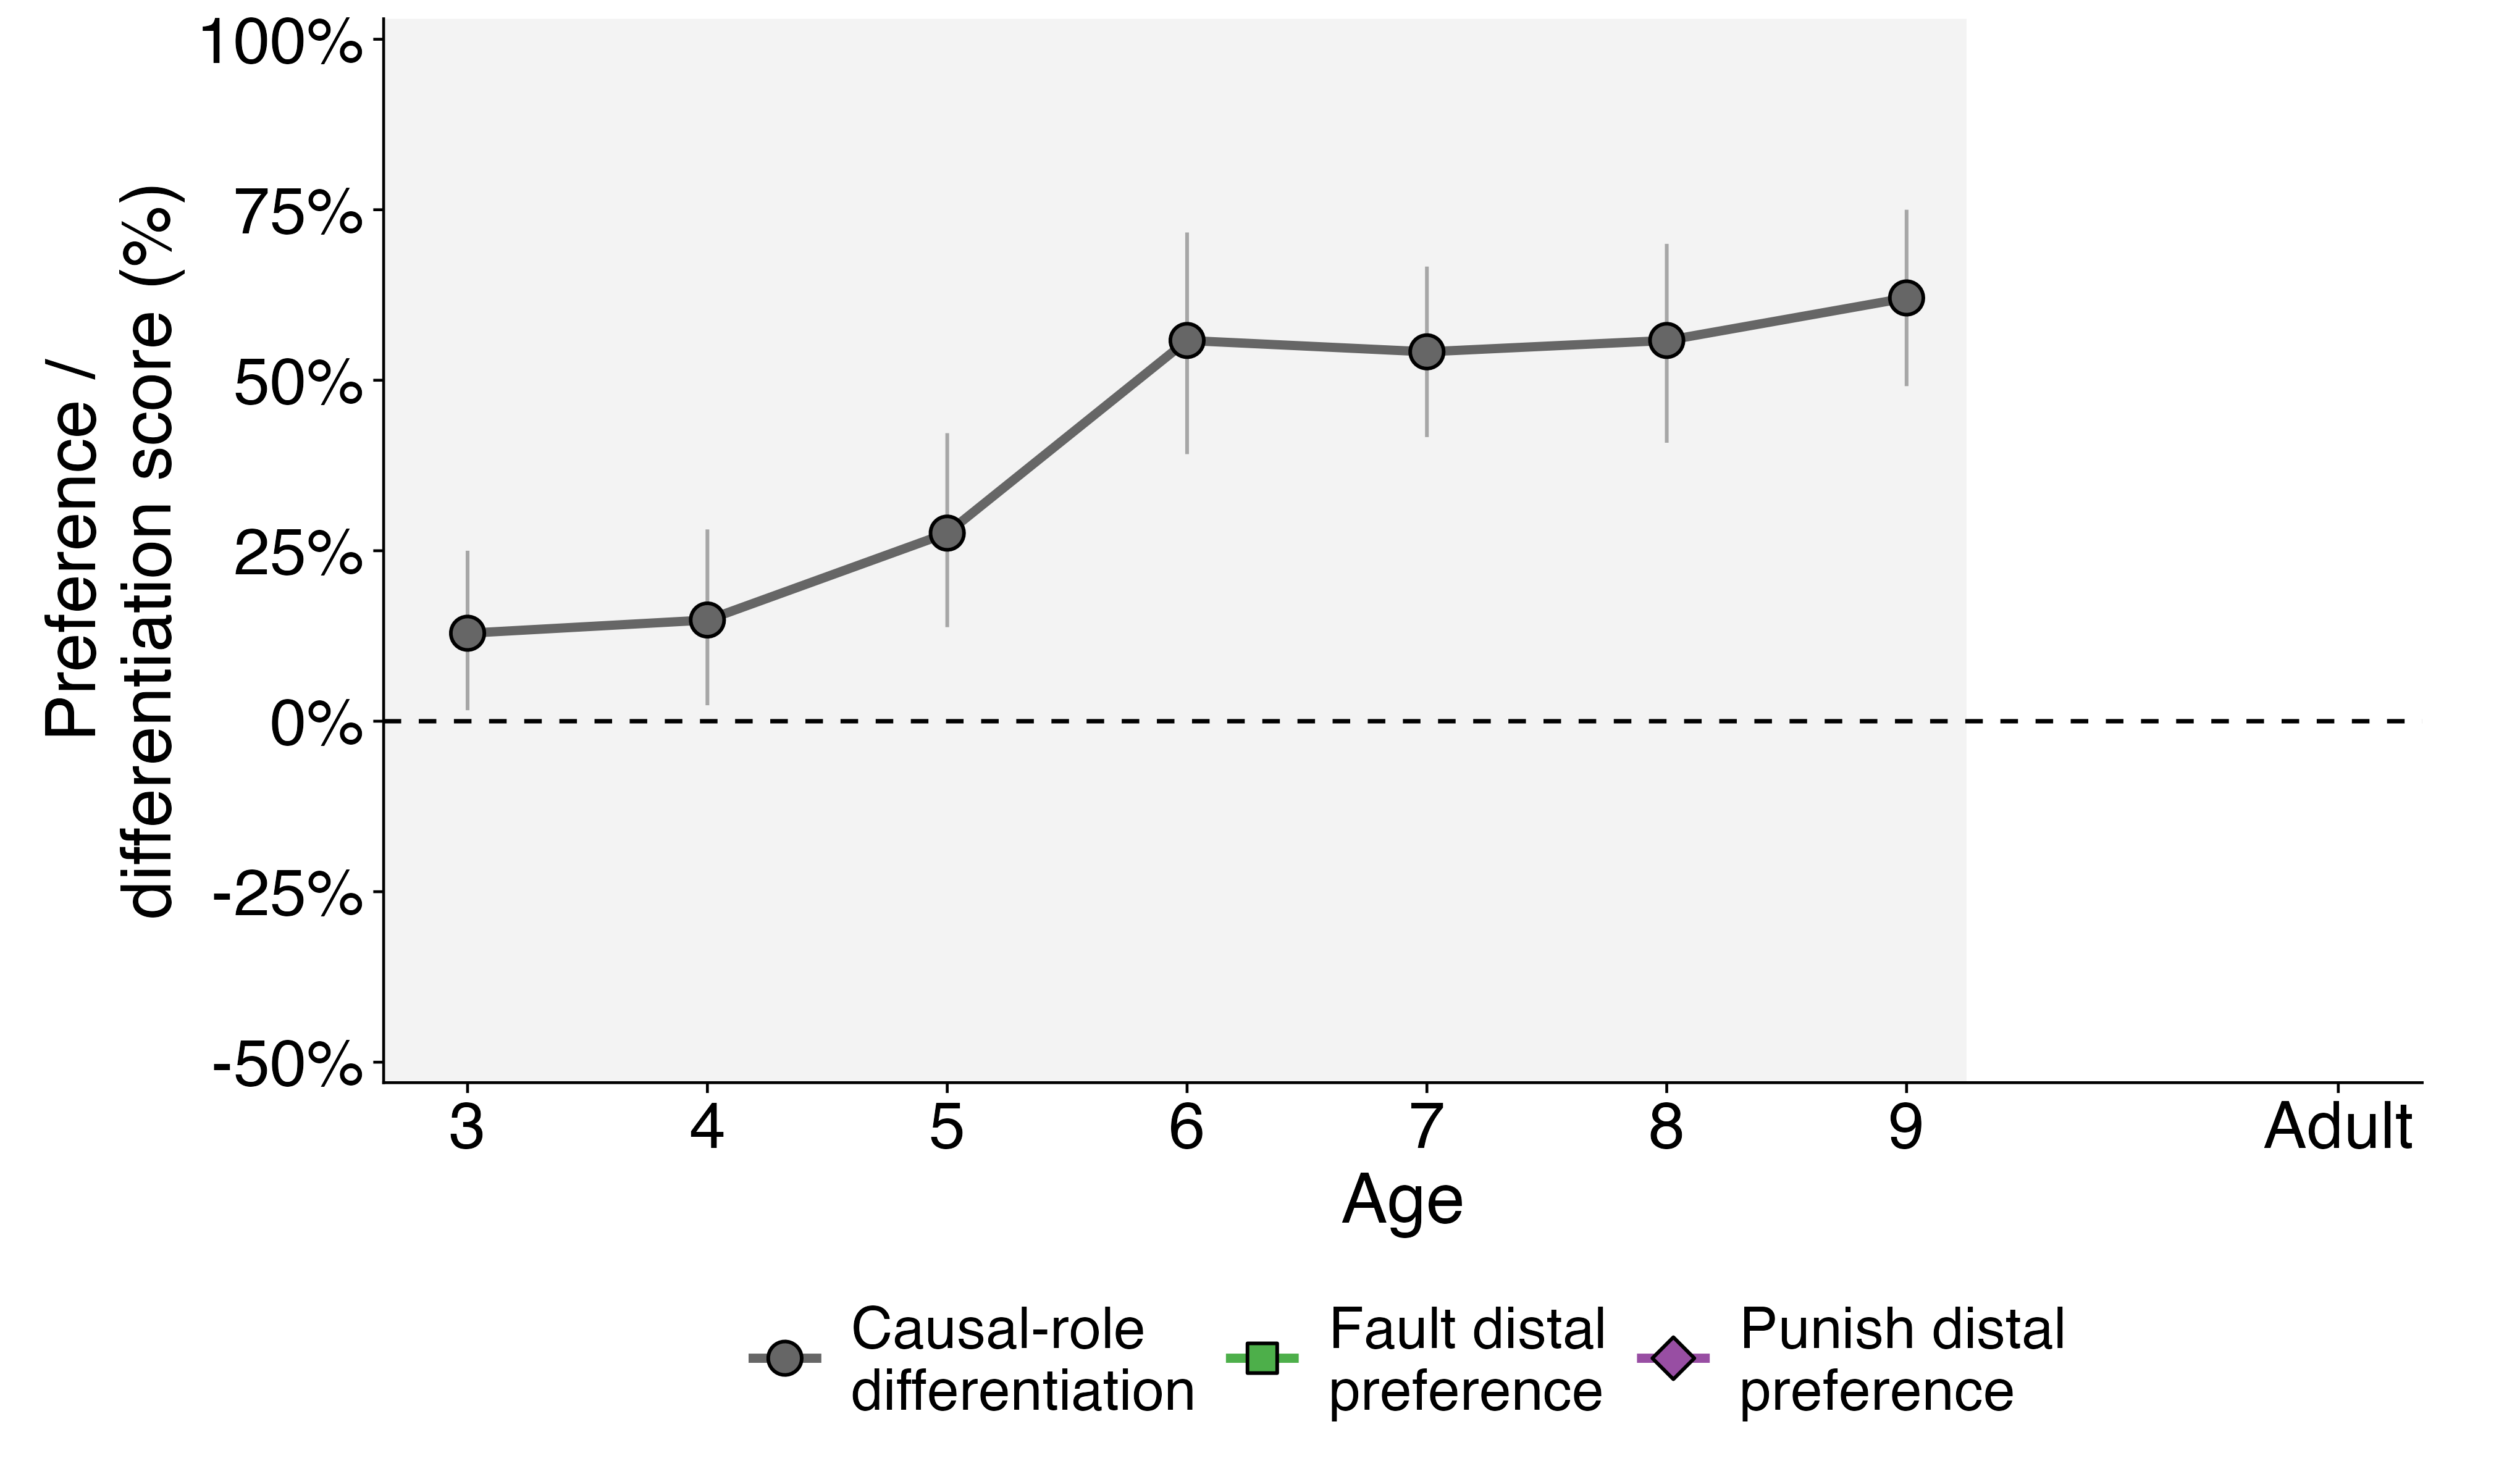 Preference /
differentiation score (%)
100%
75%
50%
25%
0%
-25%
-50%
3 4 5 6 7 8 9 Adult
Age
Causal-role
differentiation
Fault distal
preference
Punish distal
preference